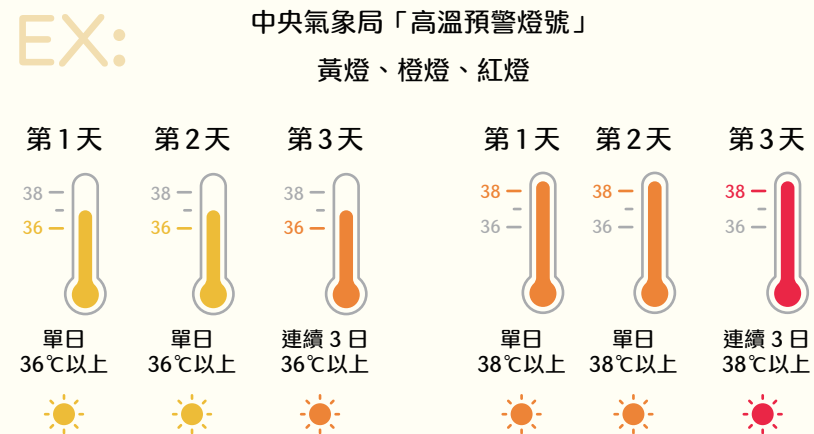 EX:
中央氣象局「高溫預警燈號」
黃燈、橙燈、紅燈
第1天 第2天 第3天 第1天 第2天 第3天
38 38 38 38 38 38
36 36 36 36 36 36
單日 單日 連續 3 日 單日 單日 連續 3 日
36℃以上 36℃以上 36℃以上 38℃以上 38℃以上 38℃以上